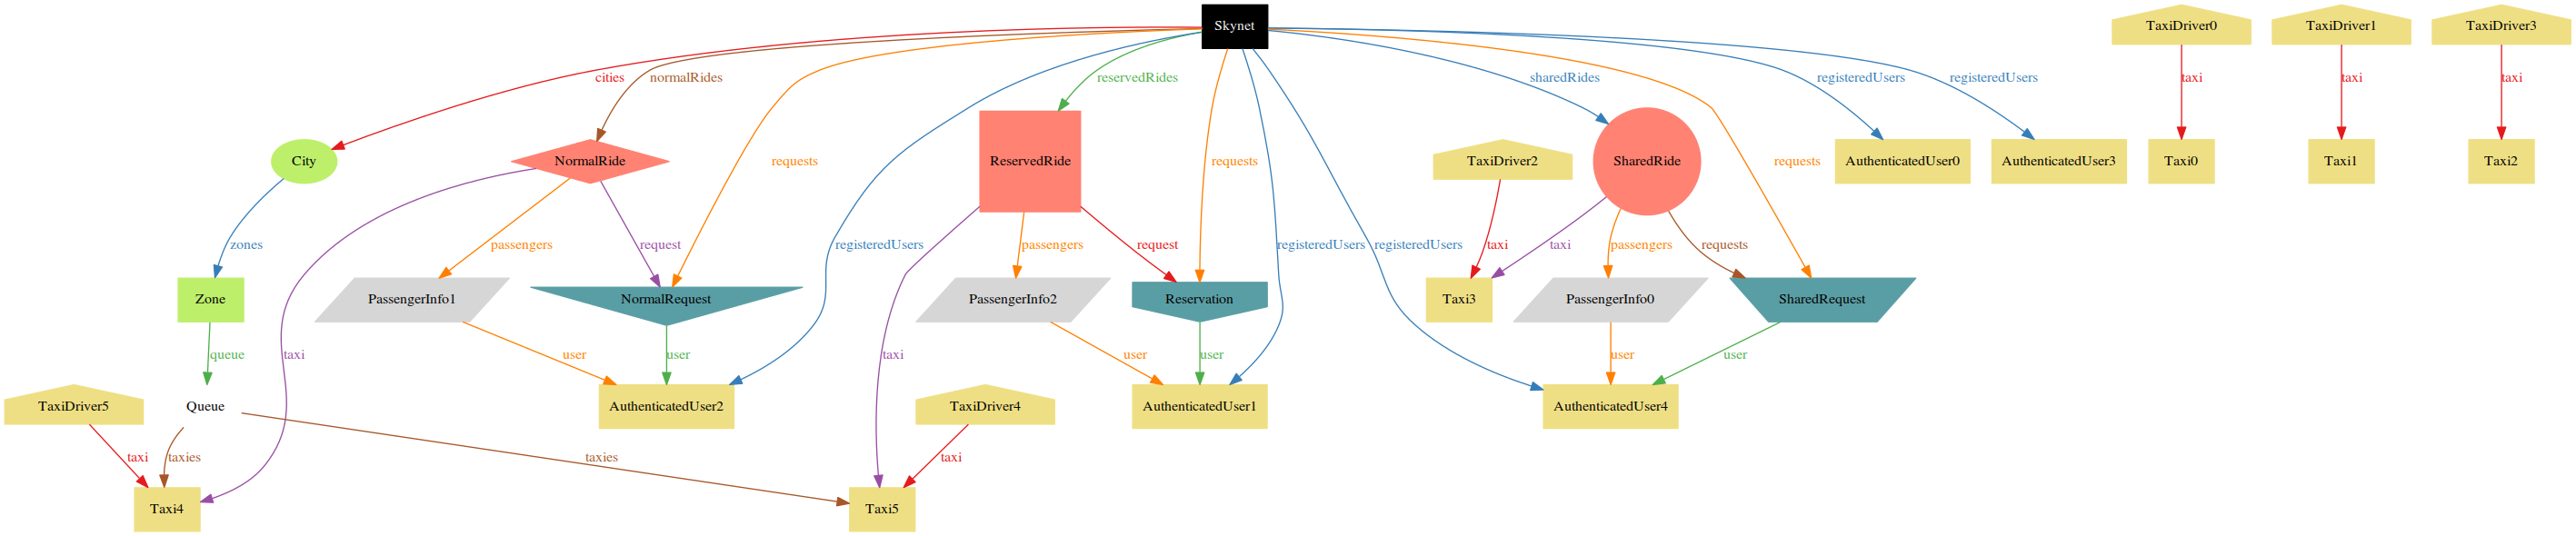 Skynet
TaxiDriver0
TaxiDriver1
TaxiDriver3
cities
normalRides
reservedRides
sharedRides
registeredUsers
registeredUsers
taxi
taxi
taxi
City
NormalRide
requests
ReservedRide
requests
TaxiDriver2
SharedRide
requests
AuthenticatedUser0
AuthenticatedUser3
Taxi0
Taxi1
Taxi2
zones
passengers
request
registeredUsers
passengers
request
registeredUsers
registeredUsers
taxi
taxi
passengers
requests
Zone
PassengerInfo1
NormalRequest
PassengerInfo2
Reservation
Taxi3
PassengerInfo0
SharedRequest
queue
taxi
user
user
taxi
user
user
user
user
TaxiDriver5
Queue
AuthenticatedUser2
TaxiDriver4
AuthenticatedUser1
AuthenticatedUser4
taxi
taxies
taxies
taxi
Taxi4
Taxi5